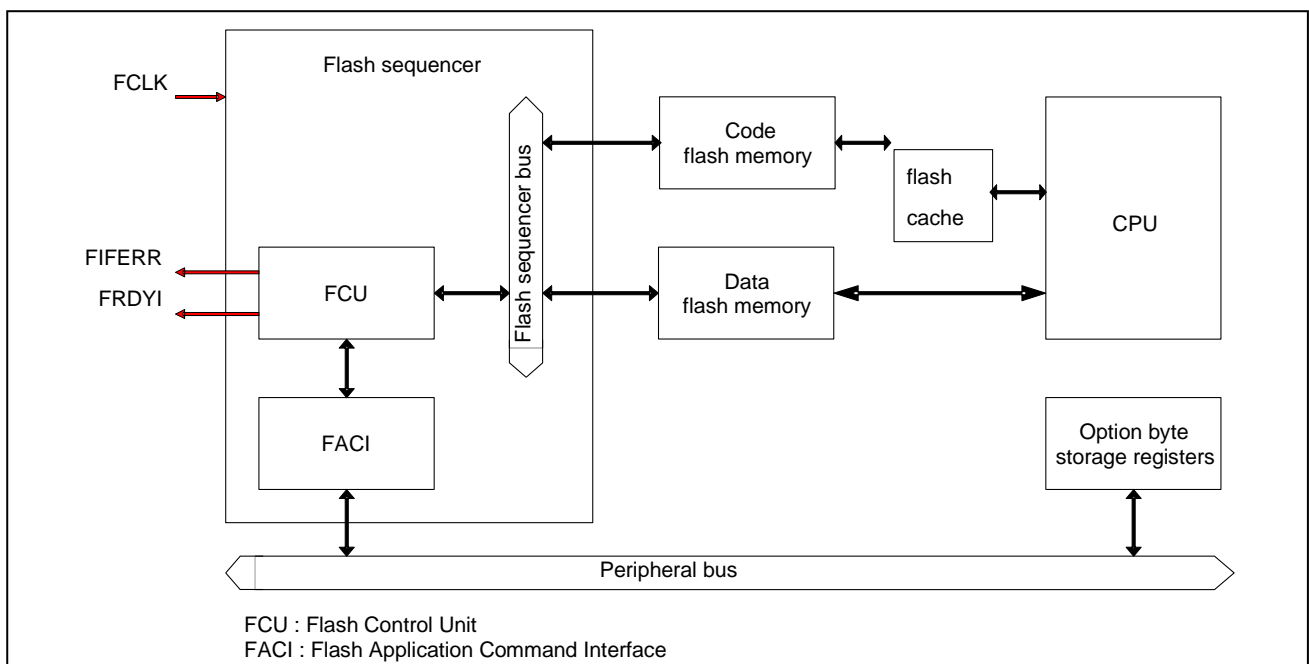 Flash sequencer
FCLK
Flash sequencer bus
Code
flash memory
flash
cache
CPU
FIFERR
FRDYI
FCU
Data
flash memory
FACI
Option byte
storage registers
Peripheral bus
FCU : Flash Control Unit
FACI : Flash Application Command Interface